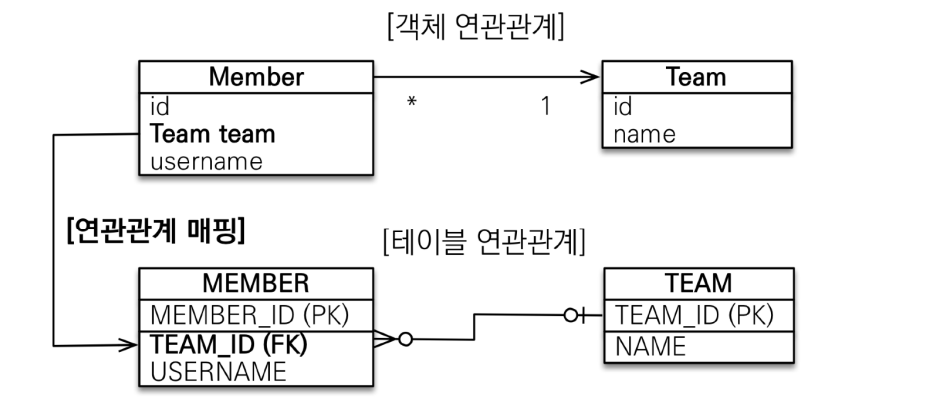 [객체 연관관계]
Member
id
Team team
username
* 1
Team
id
name
[연관관계 매핑]
[테이블 연관관계]
MEMBER
MEMBER_ID (PK)
TEAM_ID (FK)
USERNAME
TEAM
TEAM_ID (PK)
NAME